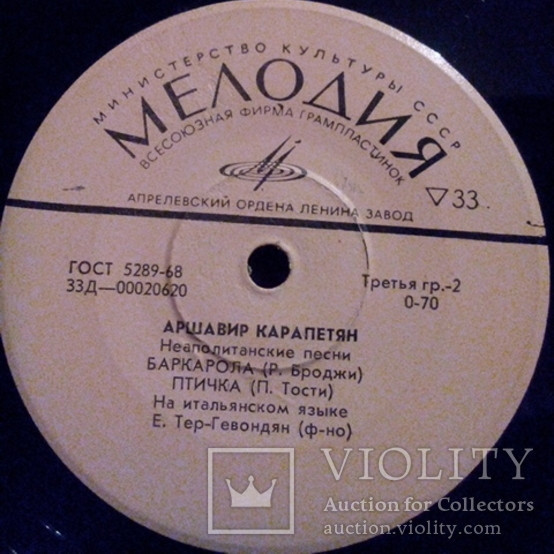 МИНИСТЕРСТВО КУЛЬТУРЫ СССР
МЕЛОДИЯ
ВСЕСОЮЗНАЯ ФИРМА ГРАМПЛАСТИНОК
АПРЕЛЕВСКИЙ ОРДЕНА ЛЕНИНА ЗАВОД
▽33
ГОСТ 5289-68
33Д—00020620
Третья гр.-2
0-70
АРШАВИР КАРАПЕТЯН
Неаполитанские песни
БАРКАРОЛА (Р. Броджи)
ПТИЧКА (П. Тости)
На итальянском языке
Е. Тер-Гевондян (ф-но)
VIOLITY
Auction for Collectors
auction.violity.com